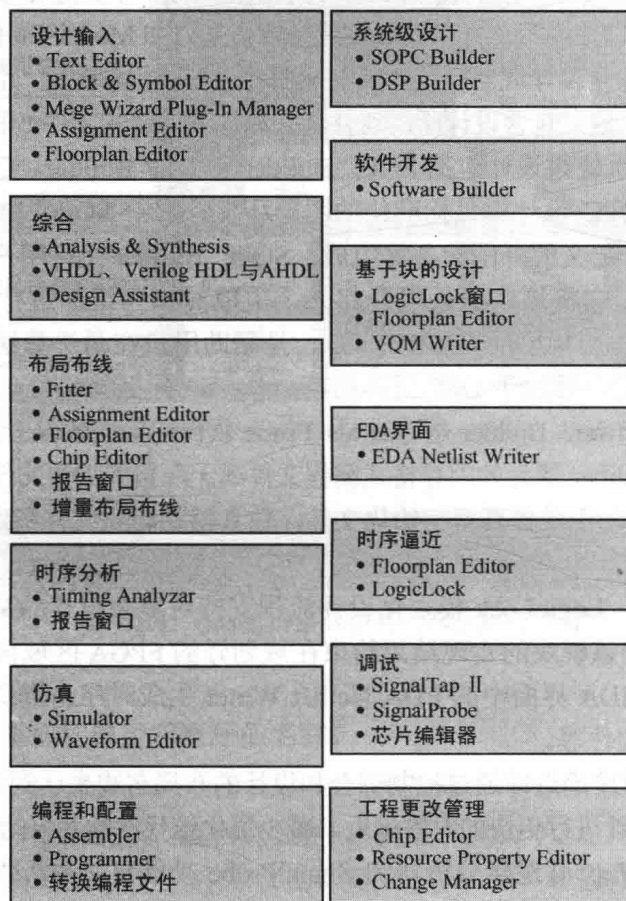 设计输入
• Text Editor
• Block & Symbol Editor
• Mege Wizard Plug-In Manager
• Assignment Editor
• Floorplan Editor
综合
• Analysis & Synthesis
• VHDL、Verilog HDL与AHDL
• Design Assistant
布局布线
• Fitter
• Assignment Editor
• Floorplan Editor
• Chip Editor
• 报告窗口
• 增量布局布线
时序分析
• Timing Analyzar
• 报告窗口
仿真
• Simulator
• Waveform Editor
编程和配置
• Assembler
• Programmer
• 转换编程文件
系统级设计
• SOPC Builder
• DSP Builder
软件开发
• Software Builder
基于块的设计
• LogicLock窗口
• Floorplan Editor
• VQM Writer
EDA界面
• EDA Netlist Writer
时序逼近
• Floorplan Editor
• LogicLock
调试
• SignalTap II
• SignalProbe
• 芯片编辑器
工程更改管理
• Chip Editor
• Resource Property Editor
• Change Manager